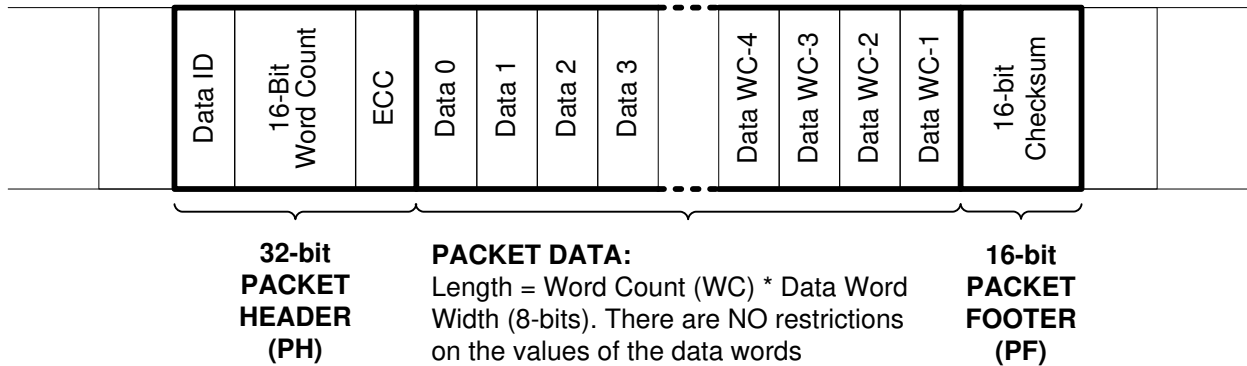 Data ID
16-Bit
Word Count
ECC
Data 0
Data 1
Data 2
Data 3
Data WC-4
Data WC-3
Data WC-2
Data WC-1
16-bit
Checksum
32-bit
PACKET
HEADER
(PH)
PACKET DATA:
Length = Word Count (WC) * Data Word
Width (8-bits). There are NO restrictions
on the values of the data words
16-bit
PACKET
FOOTER
(PF)